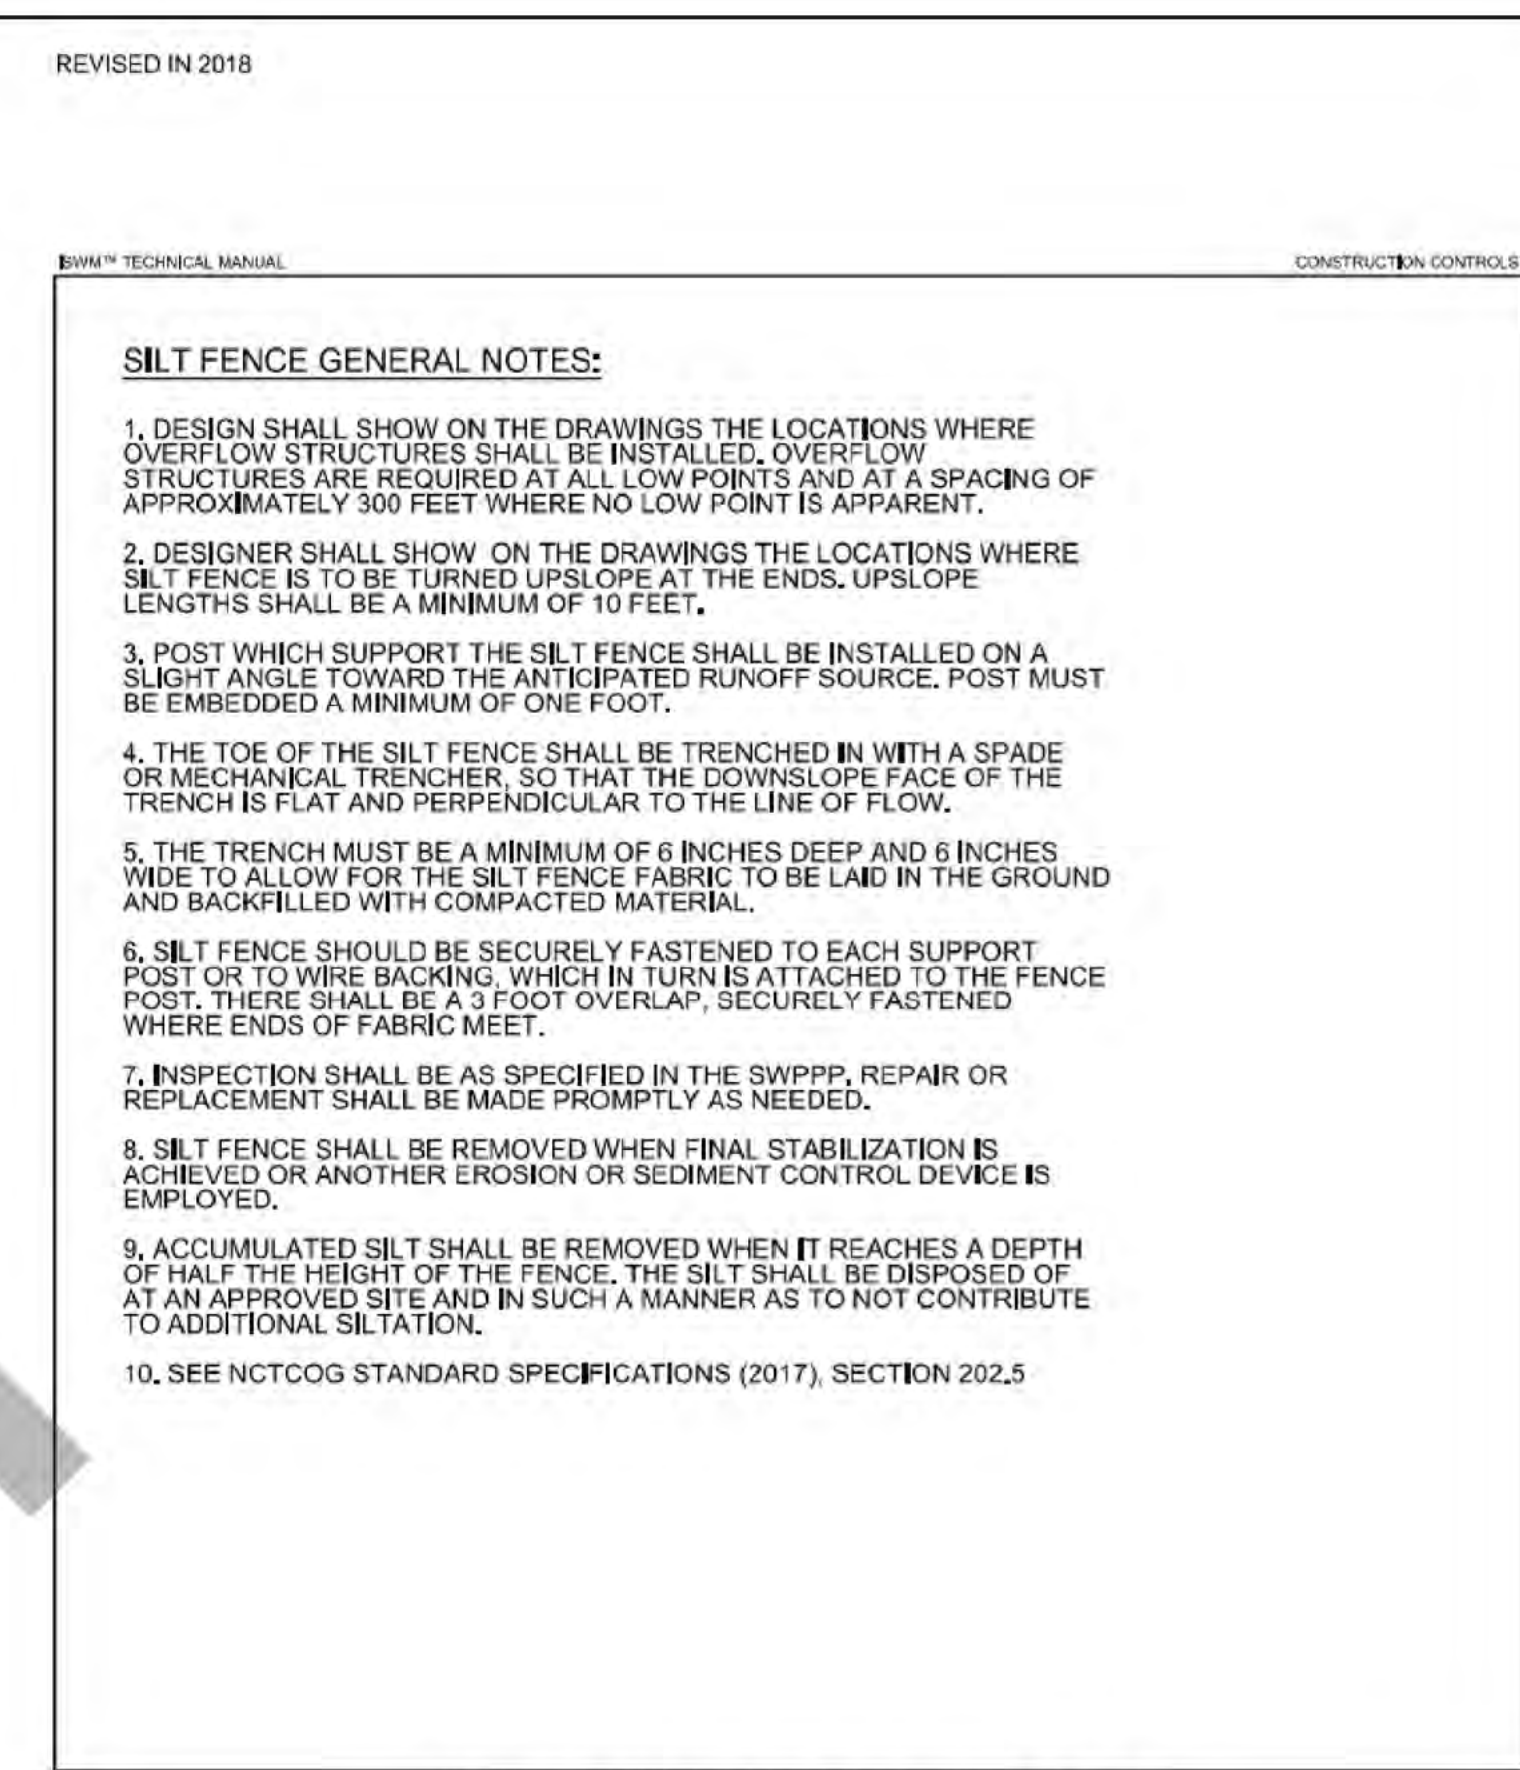 REVISED IN 2018
iSWM™ TECHNICAL MANUAL
CONSTRUCTION CONTROLS
SILT FENCE GENERAL NOTES:
1. DESIGN SHALL SHOW ON THE DRAWINGS THE LOCATIONS WHERE
OVERFLOW STRUCTURES SHALL BE INSTALLED. OVERFLOW
STRUCTURES ARE REQUIRED AT ALL LOW POINTS AND AT A SPACING OF
APPROXIMATELY 300 FEET WHERE NO LOW POINT IS APPARENT.
2. DESIGNER SHALL SHOW ON THE DRAWINGS THE LOCATIONS WHERE
SILT FENCE IS TO BE TURNED UPSLOPE AT THE ENDS. UPSLOPE
LENGTHS SHALL BE A MINIMUM OF 10 FEET.
3. POST WHICH SUPPORT THE SILT FENCE SHALL BE INSTALLED ON A
SLIGHT ANGLE TOWARD THE ANTICIPATED RUNOFF SOURCE. POST MUST
BE EMBEDDED A MINIMUM OF ONE FOOT.
4. THE TOE OF THE SILT FENCE SHALL BE TRENCHED IN WITH A SPADE
OR MECHANICAL TRENCHER, SO THAT THE DOWNSLOPE FACE OF THE
TRENCH IS FLAT AND PERPENDICULAR TO THE LINE OF FLOW.
5. THE TRENCH MUST BE A MINIMUM OF 6 INCHES DEEP AND 6 INCHES
WIDE TO ALLOW FOR THE SILT FENCE FABRIC TO BE LAID IN THE GROUND
AND BACKFILLED WITH COMPACTED MATERIAL.
6. SILT FENCE SHOULD BE SECURELY FASTENED TO EACH SUPPORT
POST OR TO WIRE BACKING, WHICH IN TURN IS ATTACHED TO THE FENCE
POST. THERE SHALL BE A 3 FOOT OVERLAP, SECURELY FASTENED
WHERE ENDS OF FABRIC MEET.
7. INSPECTION SHALL BE AS SPECIFIED IN THE SWPPP. REPAIR OR
REPLACEMENT SHALL BE MADE PROMPTLY AS NEEDED.
8. SILT FENCE SHALL BE REMOVED WHEN FINAL STABILIZATION IS
ACHIEVED OR ANOTHER EROSION OR SEDIMENT CONTROL DEVICE IS
EMPLOYED.
9. ACCUMULATED SILT SHALL BE REMOVED WHEN IT REACHES A DEPTH
OF HALF THE HEIGHT OF THE FENCE. THE SILT SHALL BE DISPOSED OF
AT AN APPROVED SITE AND IN SUCH A MANNER AS TO NOT CONTRIBUTE
TO ADDITIONAL SILTATION.
10. SEE NCTCOG STANDARD SPECIFICATIONS (2017), SECTION 202.5